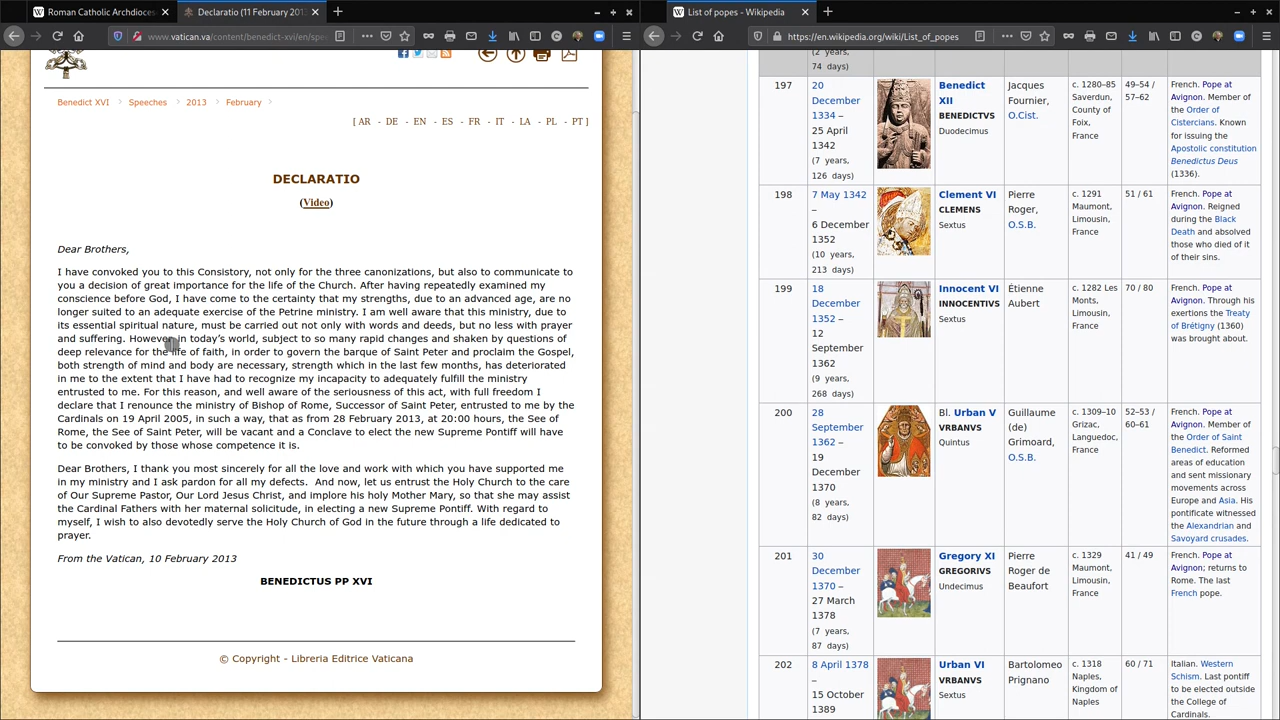 Roman Catholic Archdioces
Declaratio (11 February 2013
www.vatican.va/content/benedict-xvi/en/spe
Benedict XVI
Speeches
2013
February
[ AR - DE - EN - ES - FR - IT - LA - PL - PT ]
DECLARATIO
(Video)
Dear Brothers,
I have convoked you to this Consistory, not only for the three canonizations, but also to communicate to
you a decision of great importance for the life of the Church. After having repeatedly examined my
conscience before God, I have come to the certainty that my strengths, due to an advanced age, are no
longer suited to an adequate exercise of the Petrine ministry. I am well aware that this ministry, due to
its essential spiritual nature, must be carried out not only with words and deeds, but no less with prayer
and suffering. However, in today's world, subject to so many rapid changes and shaken by questions of
deep relevance for the life of faith, in order to govern the barque of Saint Peter and proclaim the Gospel,
both strength of mind and body are necessary, strength which in the last few months, has deteriorated
in me to the extent that I have had to recognize my incapacity to adequately fulfill the ministry
entrusted to me. For this reason, and well aware of the seriousness of this act, with full freedom I
declare that I renounce the ministry of Bishop of Rome, Successor of Saint Peter, entrusted to me by the
Cardinals on 19 April 2005, in such a way, that as from 28 February 2013, at 20:00 hours, the See of
Rome, the See of Saint Peter, will be vacant and a Conclave to elect the new Supreme Pontiff will have
to be convoked by those whose competence it is.
Dear Brothers, I thank you most sincerely for all the love and work with which you have supported me
in my ministry and I ask pardon for all my defects. And now, let us entrust the Holy Church to the care
of Our Supreme Pastor, Our Lord Jesus Christ, and implore his holy Mother Mary, so that she may assist
the Cardinal Fathers with her maternal solicitude, in electing a new Supreme Pontiff. With regard to
myself, I wish to also devotedly serve the Holy Church of God in the future through a life dedicated to
prayer.
From the Vatican, 10 February 2013
BENEDICTUS PP XVI
© Copyright - Libreria Editrice Vaticana
List of popes - Wikipedia
https://en.wikipedia.org/wiki/List_of_popes
(2 years,
74 days)
197
20
December
1334 –
25 April
1342
(7 years,
126 days)
Benedict
XII
BENEDICTVS
Duodecimus
Jacques
Fournier,
O.Cist.
c. 1280–85
Saverdun,
County of
Foix,
France
49–54 /
57–62
French. Pope at
Avignon. Member of
the Order of
Cistercians. Known
for issuing the
Apostolic constitution
Benedictus Deus
(1336).
198
7 May 1342
–
6 December
1352
(10 years,
213 days)
Clement VI
CLEMENS
Sextus
Pierre
Roger,
O.S.B.
c. 1291
Maumont,
Limousin,
France
51 / 61
French. Pope at
Avignon. Reigned
during the Black
Death and absolved
those who died of it
of their sins.
199
18
December
1352 –
12
September
1362
(9 years,
268 days)
Innocent VI
INNOCENTIVS
Sextus
Étienne
Aubert
c. 1282 Les
Monts,
Limousin,
France
70 / 80
French. Pope at
Avignon. Through his
exertions the Treaty
of Brétigny (1360)
was brought about.
200
28
September
1362 –
19
December
1370
(8 years,
82 days)
Bl. Urban V
VRBANVS
Quintus
Guillaume
(de)
Grimoard,
O.S.B.
c. 1309–10
Grizac,
Languedoc,
France
52–53 /
60–61
French. Pope at
Avignon. Member of
the Order of Saint
Benedict. Reformed
areas of education
and sent missionary
movements across
Europe and Asia. His
pontificate witnessed
the Alexandrian and
Savoyard crusades.
201
30
December
1370 –
27 March
1378
(7 years,
87 days)
Gregory XI
GREGORIVS
Undecimus
Pierre
Roger de
Beaufort
c. 1329
Maumont,
Limousin,
France
41 / 49
French. Pope at
Avignon; returns to
Rome. The last
French pope.
202
8 April 1378
–
15 October
1389
Urban VI
VRBANVS
Sextus
Bartolomeo
Prignano
c. 1318
Naples,
Kingdom of
Naples
60 / 71
Italian. Western
Schism. Last pontiff
to be elected outside
the College of
Cardinals.